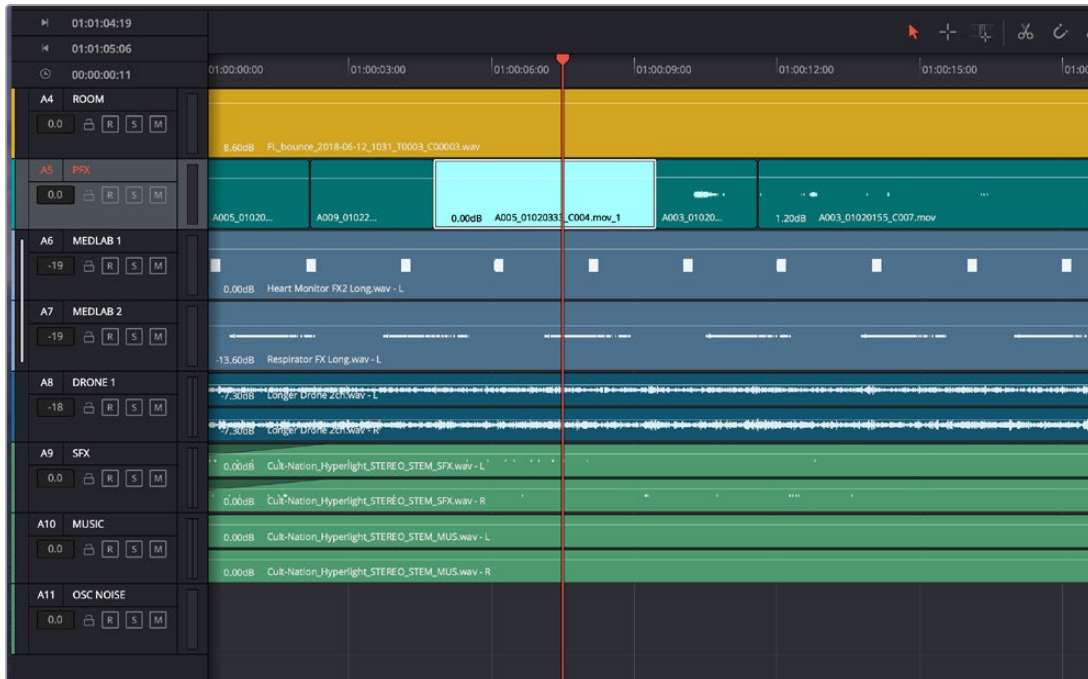 01:01:04:19
01:01:05:06
00:00:00:11
01:00:00:00 01:00:03:00 01:00:06:00 01:00:09:00 01:00:12:00 01:00:15:00 01:00
A4 ROOM
0.0 R S M
8.60dB FL_bounce_2018-06-12_1031_T0003_C00003.wav
A5 PFX
0.0 R S M
A005_01020... A009_01022... 0.00dB A005_01020333_C004.mov_1 A003_01020... 1.20dB A003_01020155_C007.mov
A6 MEDLAB 1
-19 R S M
0.00dB Heart Monitor FX2 Long.wav - L
A7 MEDLAB 2
-19 R S M
-13.60dB Respirator FX Long.wav - L
A8 DRONE 1
-7.30dB Longer Drone 2ch.wav - L
-18 R S M
-7.30dB Longer Drone 2ch.wav - R
A9 SFX
0.00dB Cult-Nation_Hyperlight_STEREO_STEM_SFX.wav - L
0.0 R S M
0.00dB Cult-Nation_Hyperlight_STEREO_STEM_SFX.wav - R
A10 MUSIC
0.00dB Cult-Nation_Hyperlight_STEREO_STEM_MUS.wav - L
0.0 R S M
0.00dB Cult-Nation_Hyperlight_STEREO_STEM_MUS.wav - R
A11 OSC NOISE
0.0 R S M